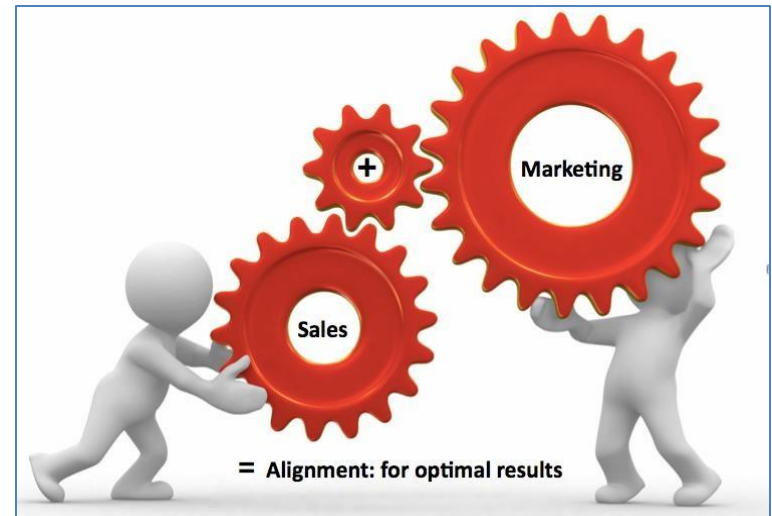 Sales
+
Marketing
= Alignment: for optimal results